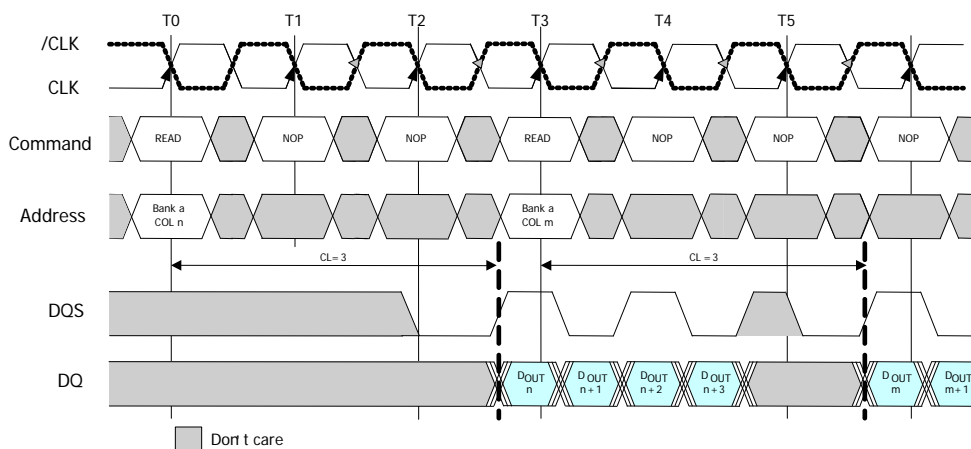 T0 T1 T2 T3 T4 T5
/CLK
CLK
Command READ NOP NOP READ NOP NOP NOP
Address Bank a Bank a
COL n COL m
CL = 3 CL = 3
DQS
DQ DOUT DOUT DOUT DOUT DOUT DOUT
n n + 1 n + 2 n + 3 m m + 1
Don't care